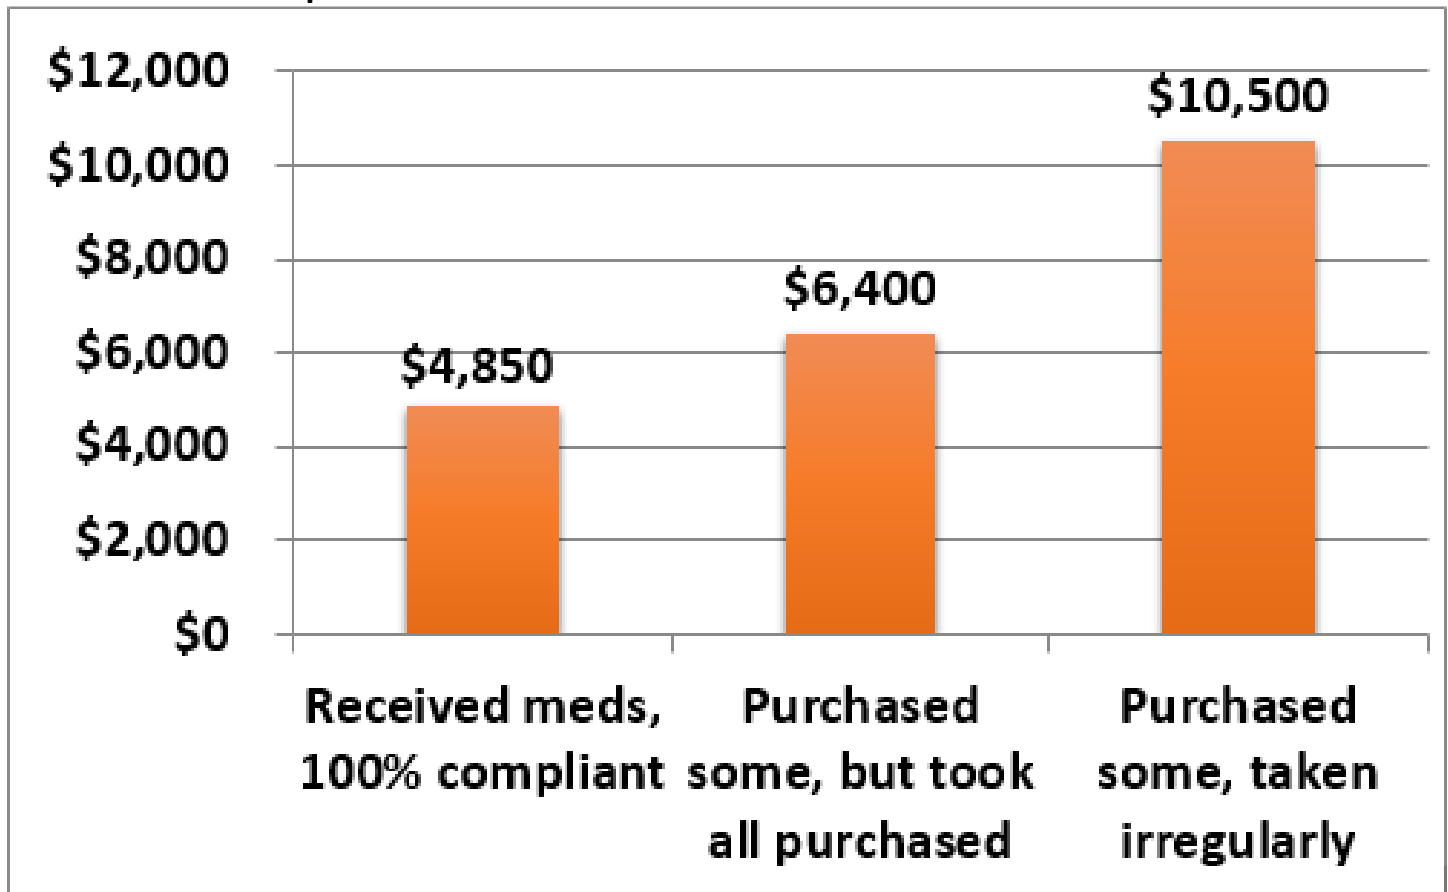 $12,000
$10,000
$8,000
$6,000
$4,000
$2,000
$0
$4,850
$6,400
$10,500
Received meds,
100% compliant
Purchased
some, but took
all purchased
Purchased
some, taken
irregularly